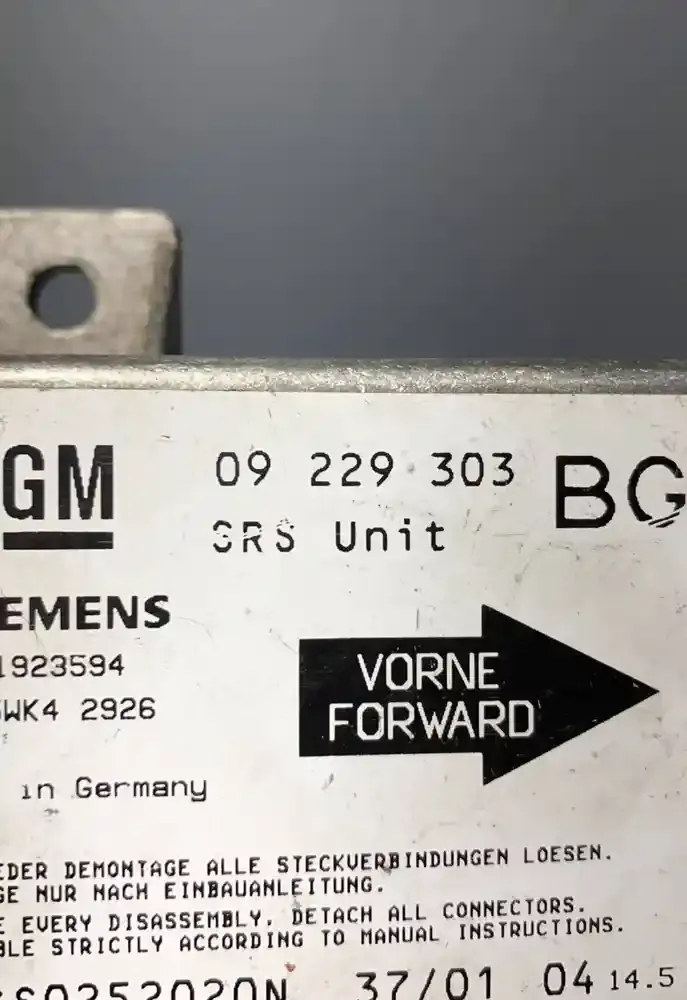 GM 09 229 303 BG
SRS Unit
EMENS
1923594
VORNE
5WK4 2926
FORWARD
in Germany
EDER DEMONTAGE ALLE STECKVERBINDUNGEN LOESEN.
GE NUR NACH EINBAUANLEITUNG.
E EVERY DISASSEMBLY, DETACH ALL CONNECTORS.
BLE STRICTLY ACCORDING TO MANUAL INSTRUCTIONS.
S0252020N 37/01 04 14.5